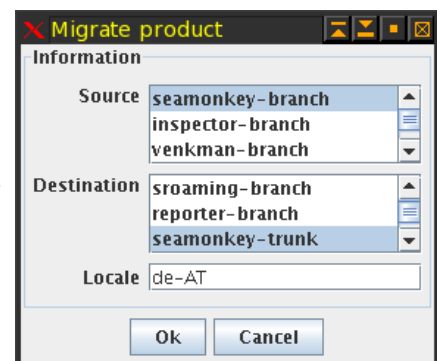 Migrate product
Information
Source
seamonkey-branch
inspector-branch
venkman-branch
Destination
sroaming-branch
reporter-branch
seamonkey-trunk
Locale
de-AT
Ok
Cancel